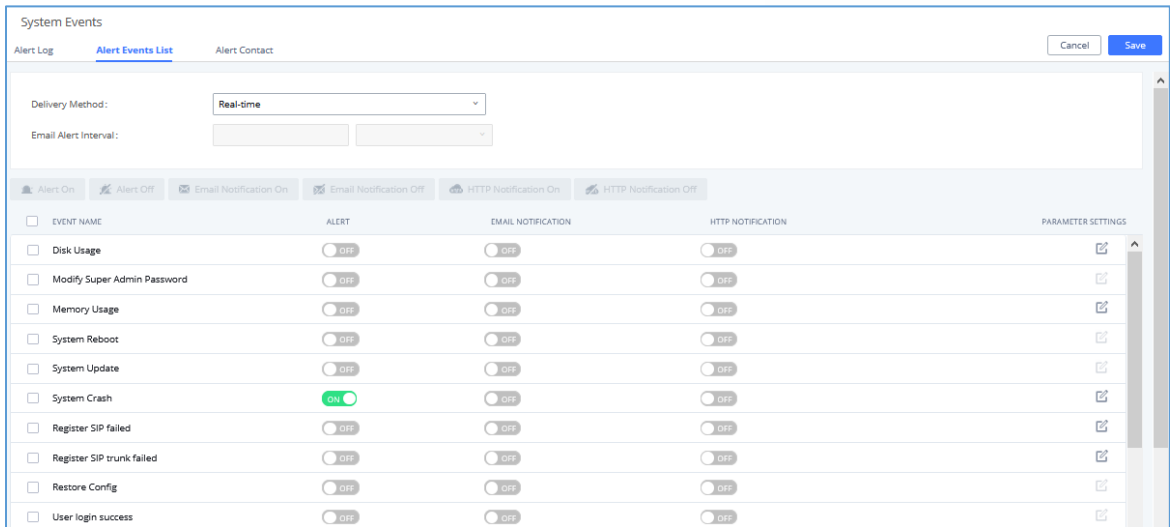 System Events
Alert Log Alert Events List Alert Contact Cancel Save
Delivery Method: Real-time
Email Alert Interval:
Alert On Alert Off Email Notification On Email Notification Off HTTP Notification On HTTP Notification Off
EVENT NAME ALERT EMAIL NOTIFICATION HTTP NOTIFICATION PARAMETER SETTINGS
Disk Usage OFF OFF OFF
Modify Super Admin Password OFF OFF OFF
Memory Usage OFF OFF OFF
System Reboot OFF OFF OFF
System Update OFF OFF OFF
System Crash ON OFF OFF
Register SIP failed OFF OFF OFF
Register SIP trunk failed OFF OFF OFF
Restore Config OFF OFF OFF
User login success OFF OFF OFF